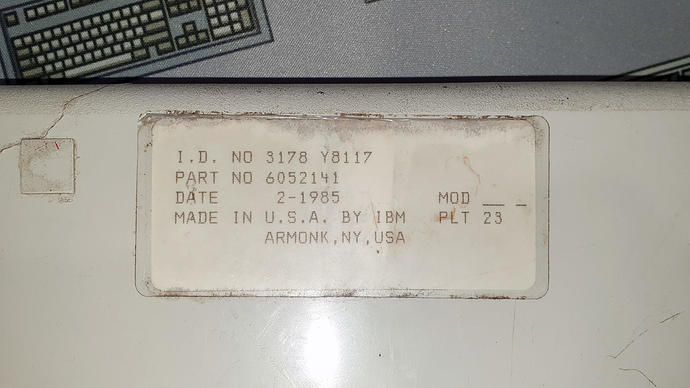 I.D. NO 3178 Y8117
PART NO 6052141
DATE 2-1985 MOD __ _
MADE IN U.S.A. BY IBM PLT 23
ARMONK,NY,USA